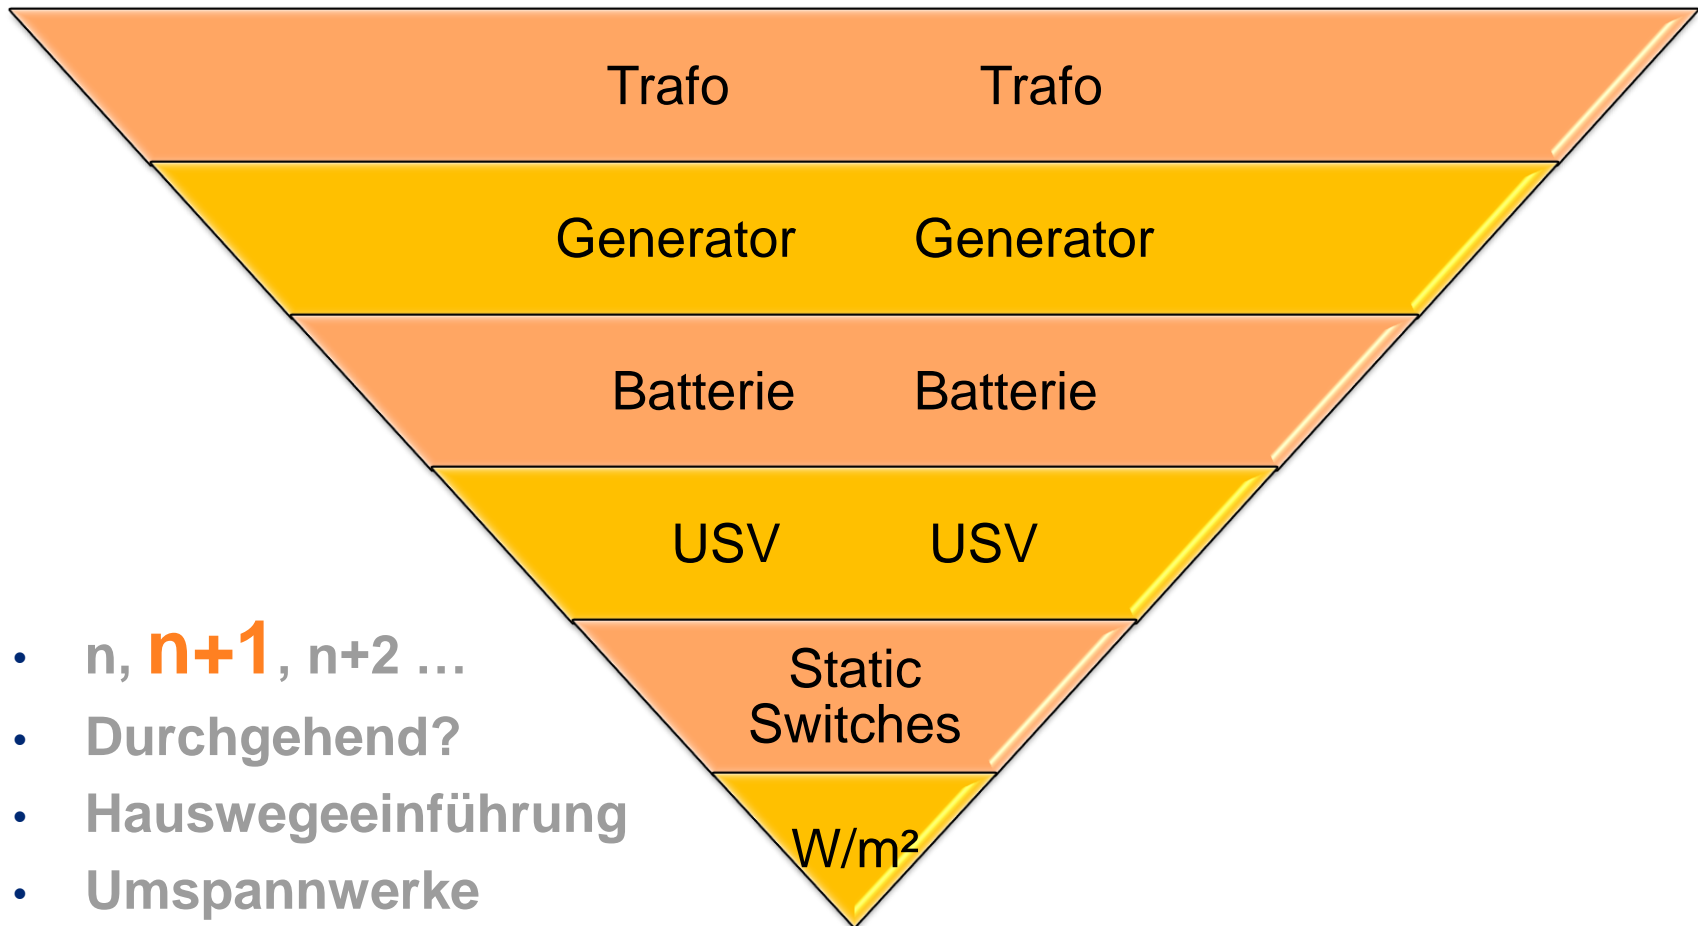 Trafo Trafo
Generator Generator
Batterie Batterie
USV USV
Static
Switches
W/m²
• n, n+1, n+2 …
• Durchgehend?
• Hauswegeeinführung
• Umspannwerke